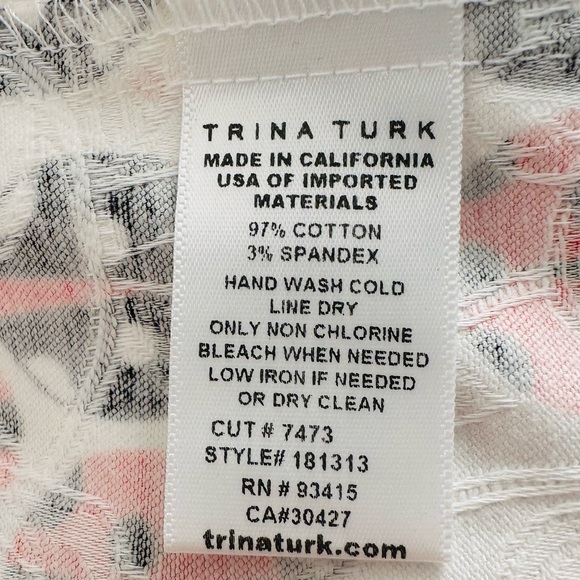 TRINA TURK
MADE IN CALIFORNIA
USA OF IMPORTED
MATERIALS
97% COTTON
3% SPANDEX
HAND WASH COLD
LINE DRY
ONLY NON CHLORINE
BLEACH WHEN NEEDED
LOW IRON IF NEEDED
OR DRY CLEAN
CUT # 7473
STYLE# 181313
RN # 93415
CA#30427
trinaturk.com